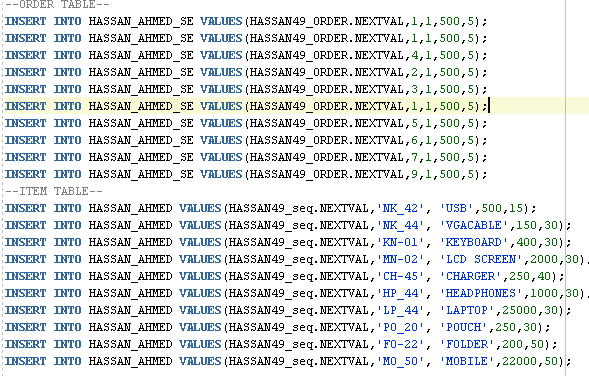 --ORDER TABLE--
INSERT INTO HASSAN_AHMED_SE VALUES(HASSAN49_ORDER.NEXTVAL,1,1,500,5);
INSERT INTO HASSAN_AHMED_SE VALUES(HASSAN49_ORDER.NEXTVAL,1,1,500,5);
INSERT INTO HASSAN_AHMED_SE VALUES(HASSAN49_ORDER.NEXTVAL,4,1,500,5);
INSERT INTO HASSAN_AHMED_SE VALUES(HASSAN49_ORDER.NEXTVAL,2,1,500,5);
INSERT INTO HASSAN_AHMED_SE VALUES(HASSAN49_ORDER.NEXTVAL,3,1,500,5);
INSERT INTO HASSAN_AHMED_SE VALUES(HASSAN49_ORDER.NEXTVAL,1,1,500,5);
INSERT INTO HASSAN_AHMED_SE VALUES(HASSAN49_ORDER.NEXTVAL,5,1,500,5);
INSERT INTO HASSAN_AHMED_SE VALUES(HASSAN49_ORDER.NEXTVAL,6,1,500,5);
INSERT INTO HASSAN_AHMED_SE VALUES(HASSAN49_ORDER.NEXTVAL,7,1,500,5);
INSERT INTO HASSAN_AHMED_SE VALUES(HASSAN49_ORDER.NEXTVAL,9,1,500,5);
--ITEM TABLE--
INSERT INTO HASSAN_AHMED VALUES(HASSAN49_seq.NEXTVAL,'NK_42', 'USB',500,15);
INSERT INTO HASSAN_AHMED VALUES(HASSAN49_seq.NEXTVAL,'NK_44', 'VGACABLE',150,30);
INSERT INTO HASSAN_AHMED VALUES(HASSAN49_seq.NEXTVAL,'KN-01', 'KEYBOARD',400,30);
INSERT INTO HASSAN_AHMED VALUES(HASSAN49_seq.NEXTVAL,'MN-02', 'LCD SCREEN',2000,30)
INSERT INTO HASSAN_AHMED VALUES(HASSAN49_seq.NEXTVAL,'CH-45', 'CHARGER',250,40);
INSERT INTO HASSAN_AHMED VALUES(HASSAN49_seq.NEXTVAL,'HP_44', 'HEADPHONES',1000,30)
INSERT INTO HASSAN_AHMED VALUES(HASSAN49_seq.NEXTVAL,'LP_44', 'LAPTOP',25000,30);
INSERT INTO HASSAN_AHMED VALUES(HASSAN49_seq.NEXTVAL,'PO_20', 'POUCH',250,30);
INSERT INTO HASSAN_AHMED VALUES(HASSAN49_seq.NEXTVAL,'FO-22', 'FOLDER',200,50);
INSERT INTO HASSAN_AHMED VALUES(HASSAN49_seq.NEXTVAL,'MO_50', 'MOBILE',22000,50);